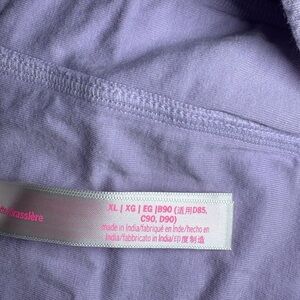 brassière
XL | XG | EG |B90 (适用D85,
C90, D90)
made in
India/fabriqué en Inde/hecho en
India/fabbricato in India/印度制造